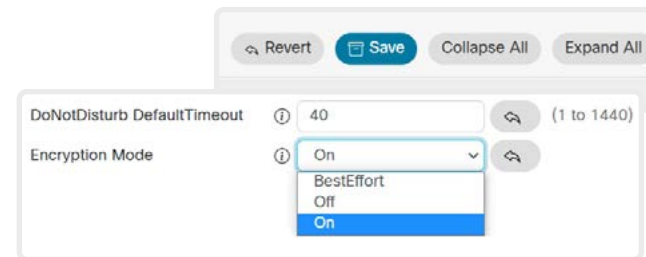 Revert Save Collapse All Expand All
DoNotDisturb DefaultTimeout i 40 (1 to 1440)
Encryption Mode i On
BestEffort
Off
On